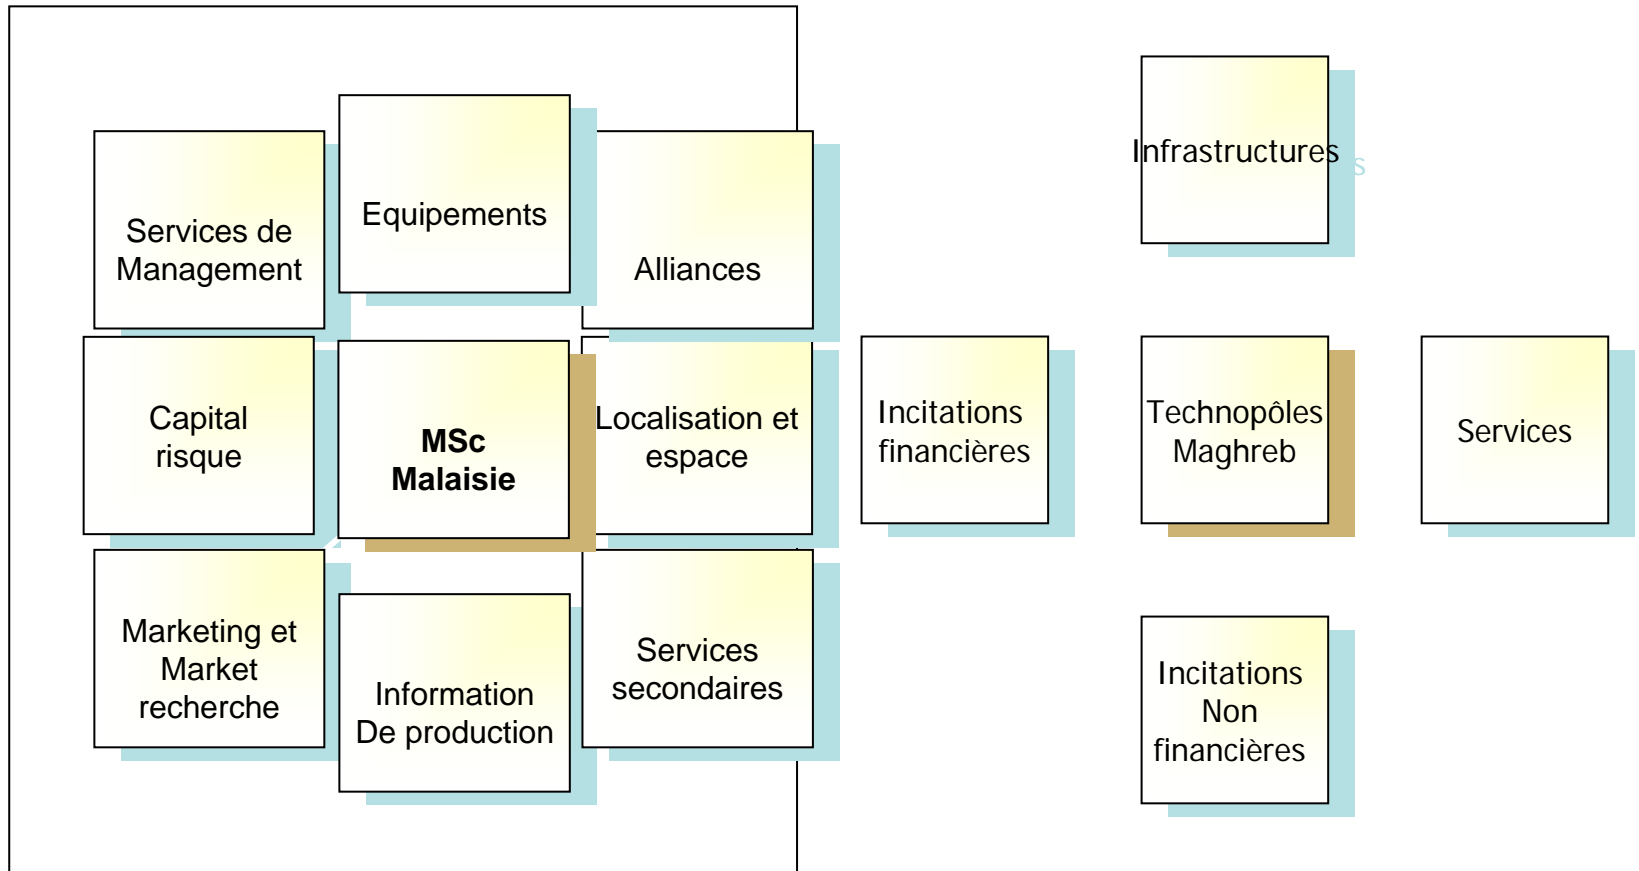 Services de
Management
Equipements
Alliances
Capital
risque
MSc
Malaisie
Localisation et
espace
Marketing et
Market
recherche
Information
De production
Services
secondaires
Infrastructures
Incitations
financières
Technopôles
Maghreb
Services
Incitations
Non
financières